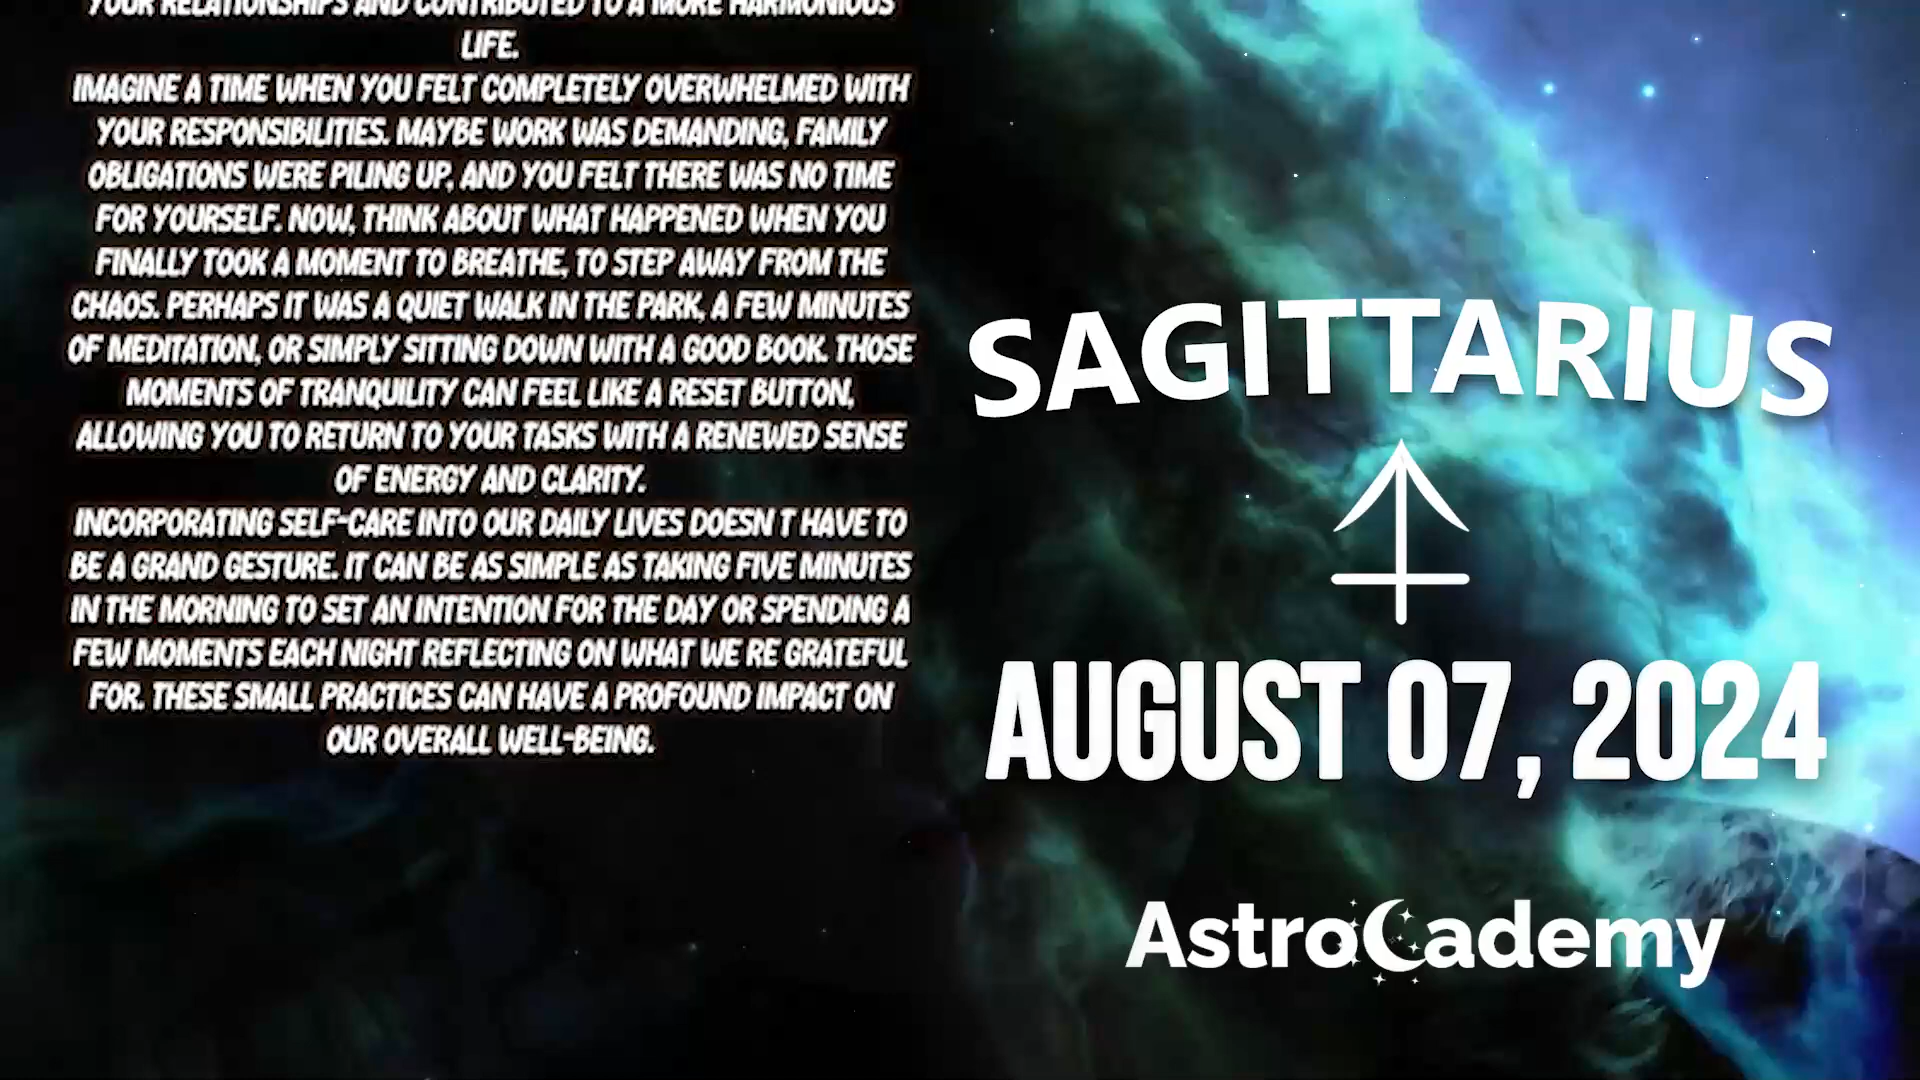 YOUR RELATIONSHIPS AND CONTRIBUTED TO A MORE HARMONIOUS
LIFE.
IMAGINE A TIME WHEN YOU FELT COMPLETELY OVERWHELMED WITH
YOUR RESPONSIBILITIES. MAYBE WORK WAS DEMANDING, FAMILY
OBLIGATIONS WERE PILING UP, AND YOU FELT THERE WAS NO TIME
FOR YOURSELF. NOW, THINK ABOUT WHAT HAPPENED WHEN YOU
FINALLY TOOK A MOMENT TO BREATHE, TO STEP AWAY FROM THE
CHAOS. PERHAPS IT WAS A QUIET WALK IN THE PARK, A FEW MINUTES
OF MEDITATION, OR SIMPLY SITTING DOWN WITH A GOOD BOOK. THOSE
MOMENTS OF TRANQUILITY CAN FEEL LIKE A RESET BUTTON,
ALLOWING YOU TO RETURN TO YOUR TASKS WITH A RENEWED SENSE
OF ENERGY AND CLARITY.
INCORPORATING SELF-CARE INTO OUR DAILY LIVES DOESN T HAVE TO
BE A GRAND GESTURE. IT CAN BE AS SIMPLE AS TAKING FIVE MINUTES
IN THE MORNING TO SET AN INTENTION FOR THE DAY OR SPENDING A
FEW MOMENTS EACH NIGHT REFLECTING ON WHAT WE RE GRATEFUL
FOR. THESE SMALL PRACTICES CAN HAVE A PROFOUND IMPACT ON
OUR OVERALL WELL-BEING.
SAGITTARIUS
AUGUST 07, 2024
AstroCademy